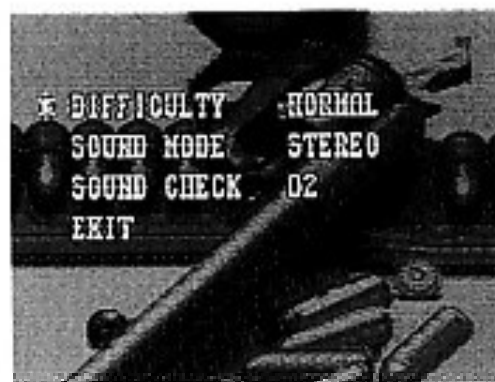 DIFFICULTY NORMAL
SOUND MODE STEREO
SOUND CHECK 02
EXIT